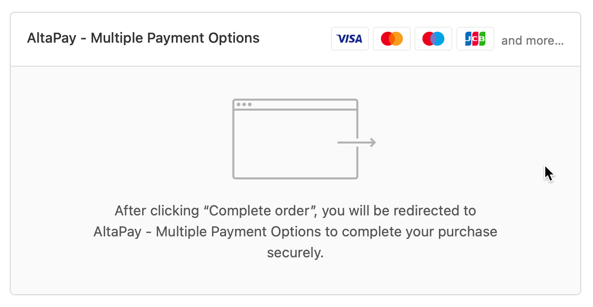 AltaPay - Multiple Payment Options VISA JCB and more...
After clicking “Complete order”, you will be redirected to
AltaPay - Multiple Payment Options to complete your purchase
securely.